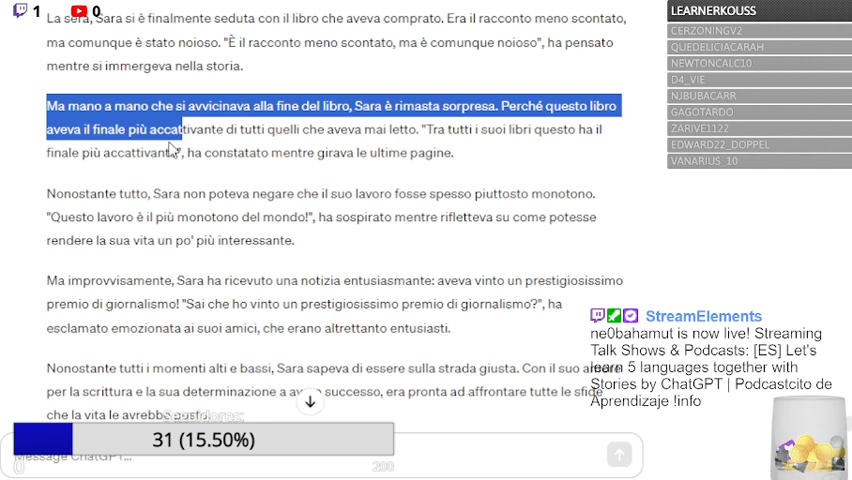 1
0
La sera, Sara si è finalmente seduta con il libro che aveva comprato. Era il racconto meno scontato,
ma comunque è stato noioso. "È il racconto meno scontato, ma è comunque noioso", ha pensato
mentre si immergeva nella storia.
Ma mano a mano che si avvicinava alla fine del libro, Sara è rimasta sorpresa. Perché questo libro
aveva il finale più accattivante di tutti quelli che aveva mai letto. "Tra tutti i suoi libri questo ha il
finale più accattivante", ha constatato mentre girava le ultime pagine.
Nonostante tutto, Sara non poteva negare che il suo lavoro fosse spesso piuttosto monotono.
"Questo lavoro è il più monotono del mondo!", ha sospirato mentre rifletteva su come potesse
rendere la sua vita un po' più interessante.
Ma improvvisamente, Sara ha ricevuto una notizia entusiasmante: aveva vinto un prestigiosissimo
premio di giornalismo! "Sai che ho vinto un prestigiosissimo premio di giornalismo?", ha
esclamato emozionata ai suoi amici, che erano altrettanto entusiasti.
Nonostante tutti i momenti alti e bassi, Sara sapeva di essere sulla strada giusta. Con il suo amore
per la scrittura e la sua determinazione a avere successo, era pronta ad affrontare tutte le sfide
che la vita le avrebbe posto.
Seguidores:
31 (15.50%)
Message ChatGPT...
0
200
LEARNERKOUSS
CERZONINGV2
QUEDELICIACARAH
NEWTONCALC10
D4_VIE
NJBUBACARR
GAGOTARDO
ZARIVE1122
EDWARD22_DOPPEL
VANARIUS_10
StreamElements
ne0bahamut is now live! Streaming
Talk Shows & Podcasts: [ES] Let's
learn 5 languages together with
Stories by ChatGPT | Podcastcito de
Aprendizaje !info